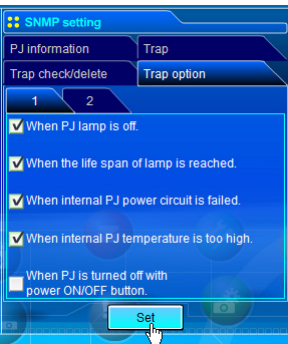 SNMP setting
PJ information Trap
Trap check/delete Trap option
1 2
When PJ lamp is off.
When the life span of lamp is reached.
When internal PJ power circuit is failed.
When internal PJ temperature is too high.
When PJ is turned off with
power ON/OFF button.
Set